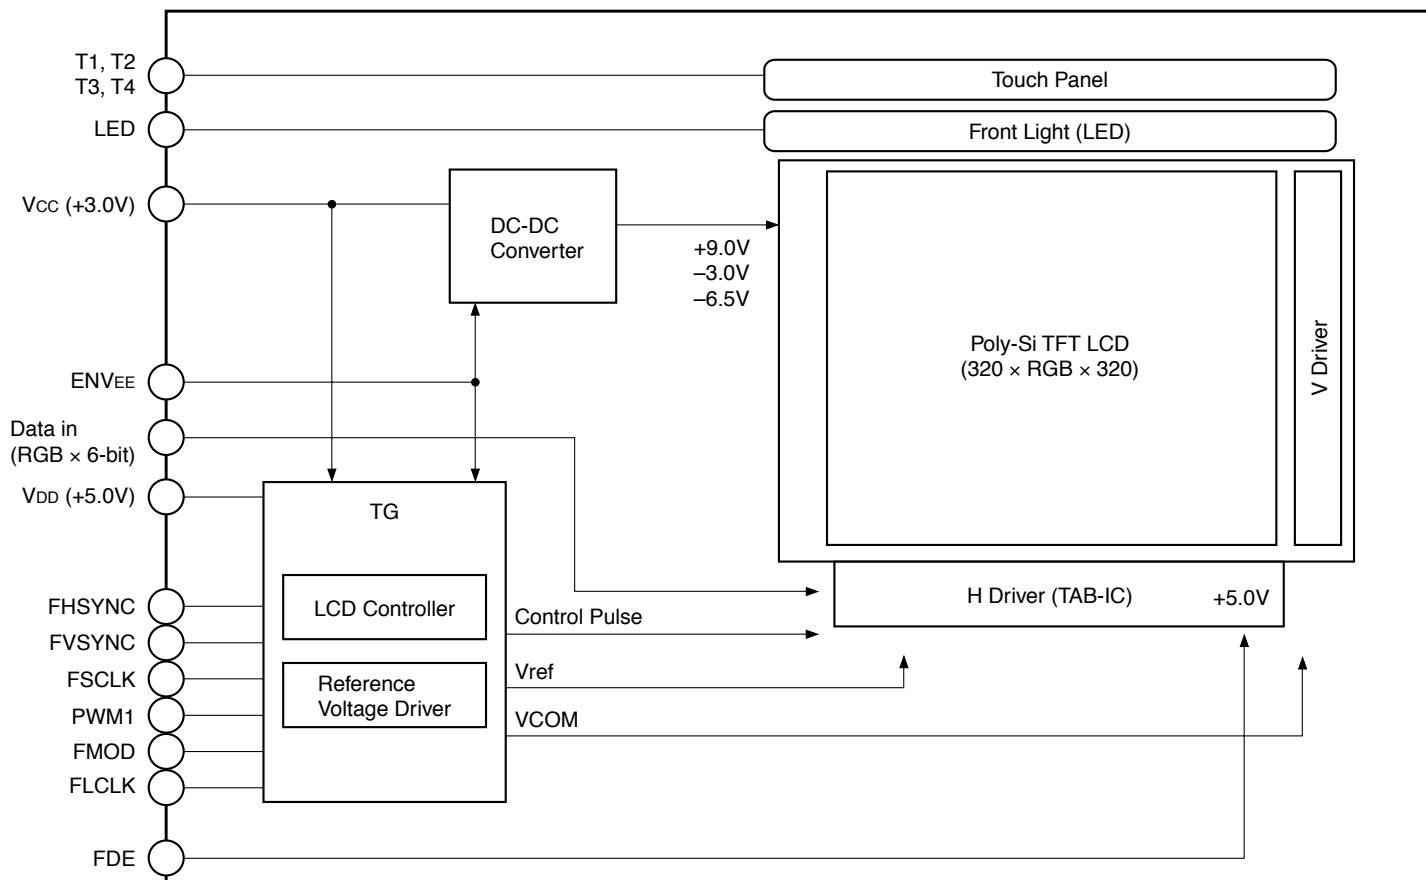 T1, T2
T3, T4
Touch Panel
LED
Front Light (LED)
VCC (+3.0V)
DC-DC
Converter
+9.0V
–3.0V
–6.5V
Poly-Si TFT LCD
(320 × RGB × 320)
V Driver
ENVEE
Data in
(RGB × 6-bit)
VDD (+5.0V)
TG
LCD Controller
Reference
Voltage Driver
H Driver (TAB-IC)
+5.0V
Control Pulse
Vref
VCOM
FHSYNC
FVSYNC
FSCLK
PWM1
FMOD
FLCLK
FDE